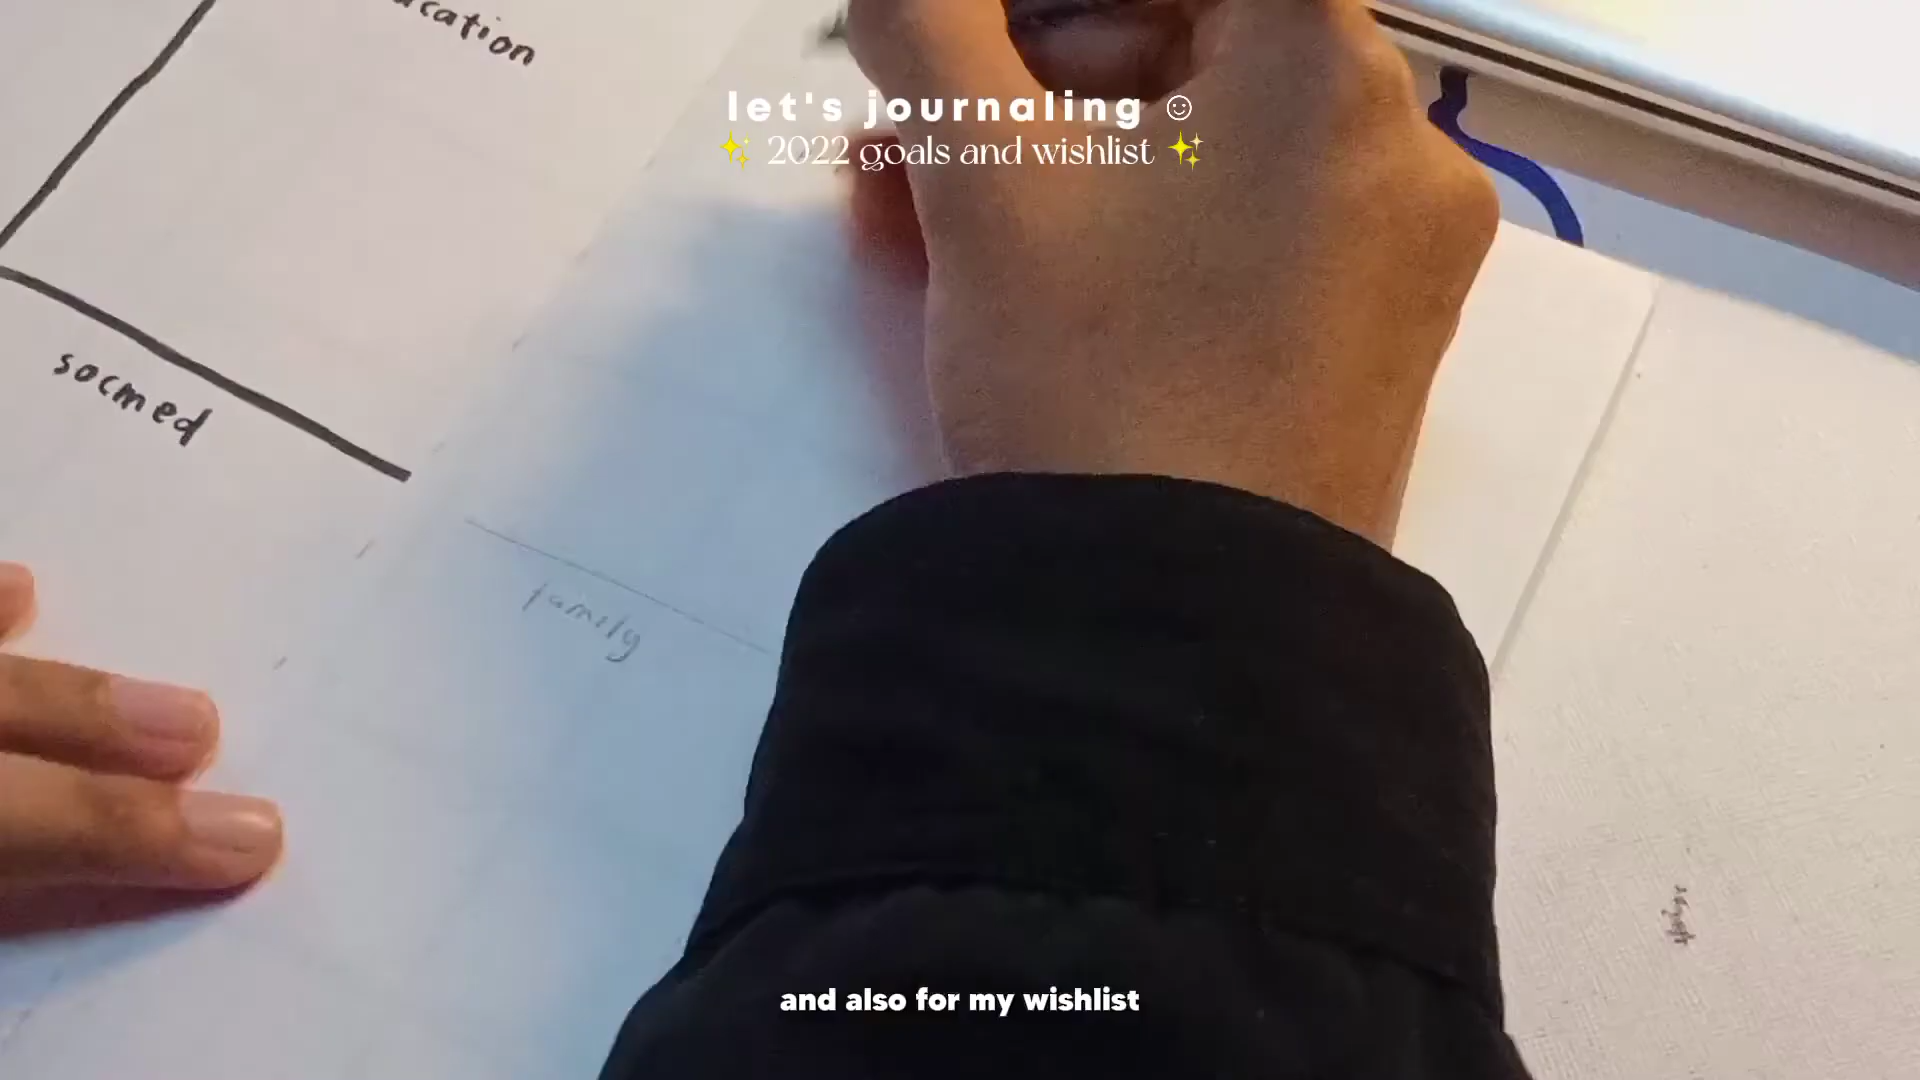 ucation
let's journaling ☺
✨ 2022 goals and wishlist ✨
socmed
family
and also for my wishlist